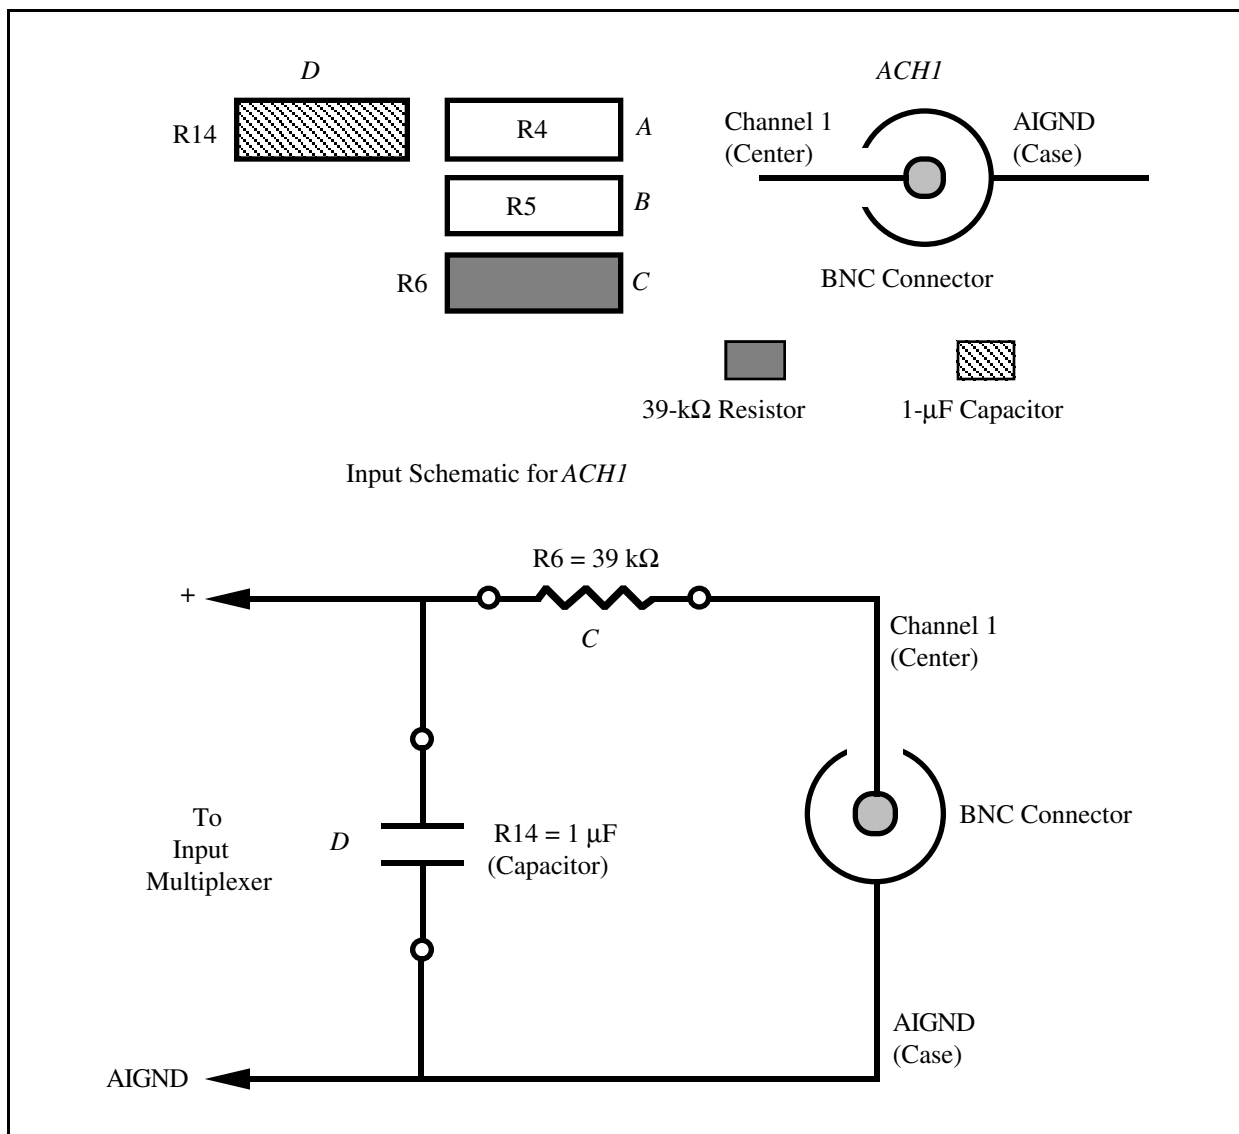 D
ACH1
R14
R4
A
Channel 1
(Center)
AIGND
(Case)
R5
B
R6
C
BNC Connector
39-kΩ Resistor
1-μF Capacitor
Input Schematic for ACH1
R6 = 39 kΩ
+
C
Channel 1
(Center)
To
Input
Multiplexer
D
R14 = 1 μF
(Capacitor)
BNC Connector
AIGND
(Case)
AIGND